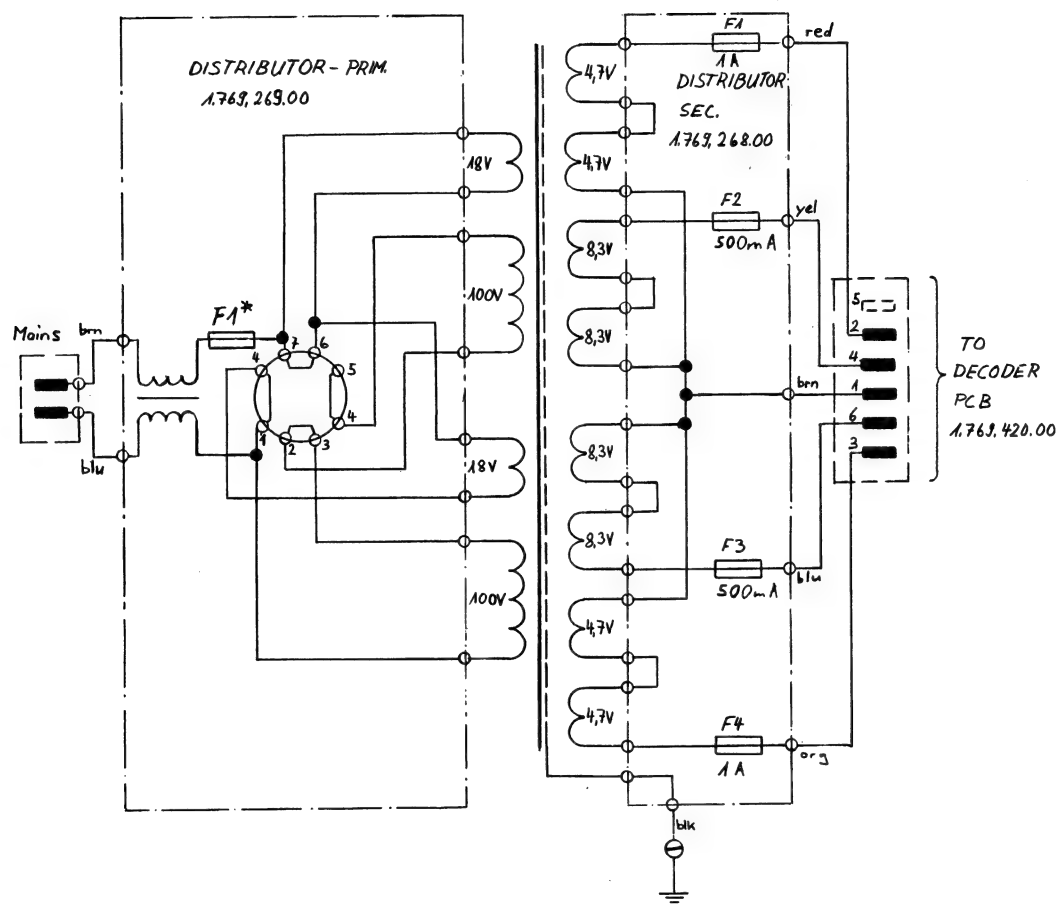 DISTRIBUTOR - PRIM.
1.769,269.00
F1
red
1A
DISTRIBUTOR
SEC.
1.769,268.00
4,7V
4,7V
18V
F2
yel
500mA
8,3V
8,3V
100V
F1*
Mains
brn
blu
7
6
4
5
4
1
2
3
18V
100V
5
2
4
1
6
3
brn
TO
DECODER
PCB
1.769.420.00
8,3V
8,3V
F3
500mA
blu
4,7V
4,7V
F4
1A
org
blk